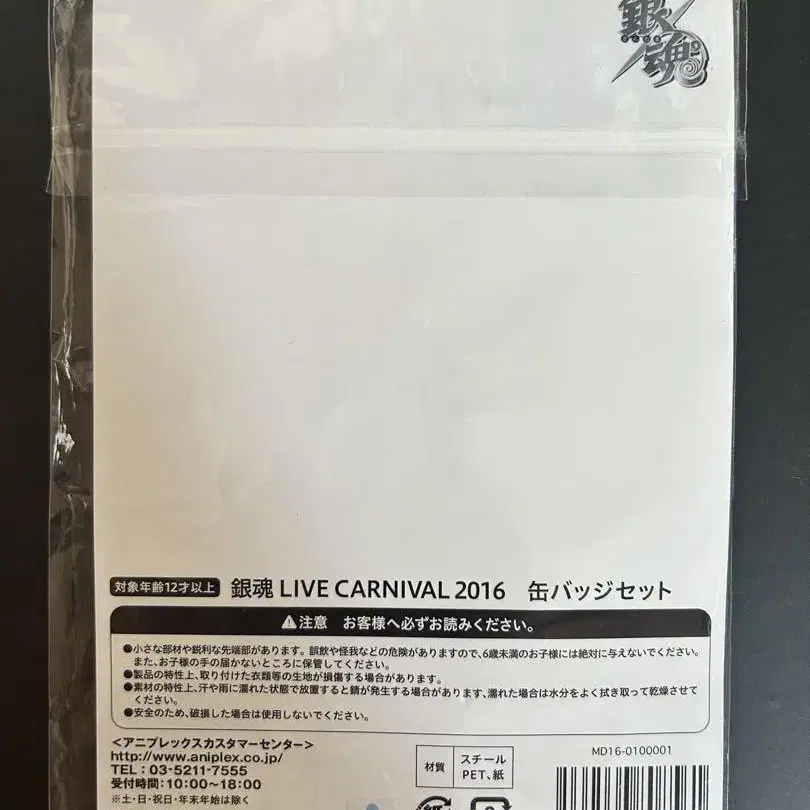 銀魂
対象年齢12才以上 銀魂 LIVE CARNIVAL 2016 缶バッジセット
⚠注意 お客様へ必ずお読みください。
●小さな部材や鋭利な先端部があります。誤飲や怪我などの危険がありますので、6歳未満のお子様には絶対に与えないでください。
また、お子様の手の届かないところに保管してください。
●製品の特性上、取り付けた衣類等の生地が損傷する場合があります。
●素材の特性上、汗や雨に濡れた状態で放置すると錆が発生する場合があります、濡れた場合は水分をよく拭き取って乾燥させて
ください。
●安全のため、破損した場合は使用しないでください。
<アニプレックスカスタマーセンター>
http://www.aniplex.co.jp/
TEL:03-5211-7555
受付時間:10:00~18:00
※土・日・祝日・年末年始は除く
材質 スチール
PET、紙
MD16-0100001